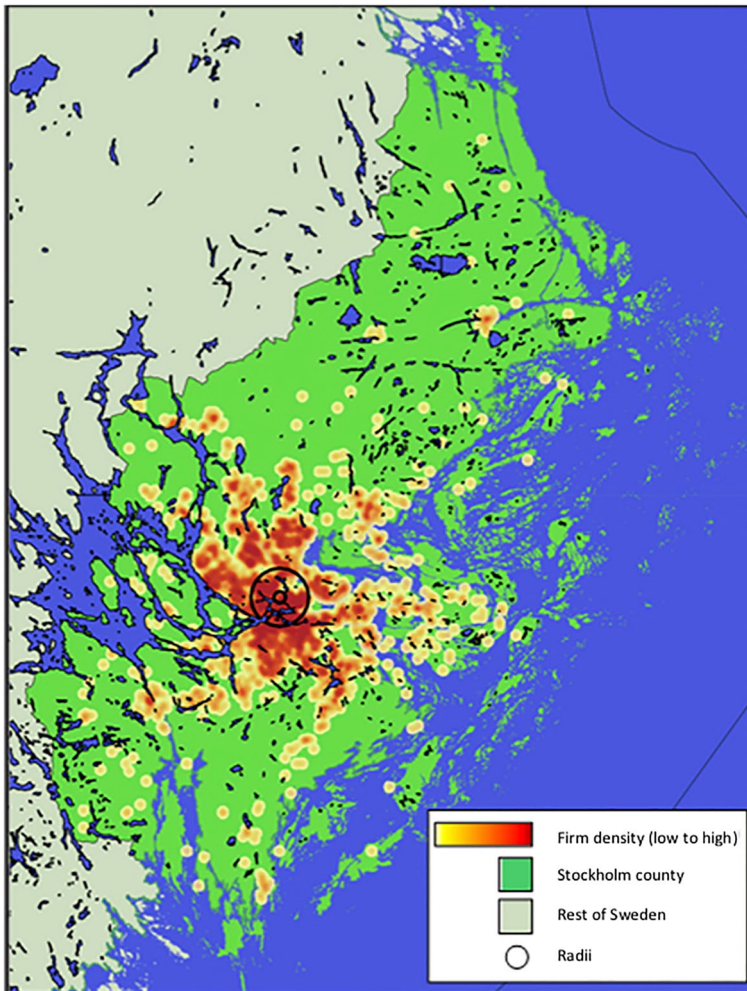 Firm density (low to high)
Stockholm county
Rest of Sweden
Radii